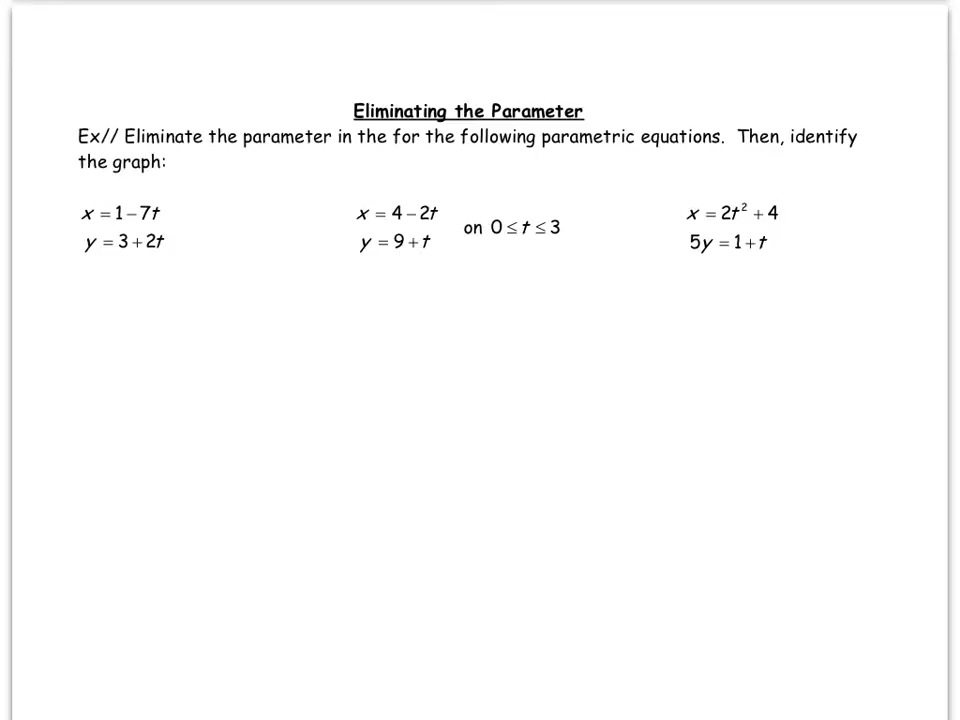 Eliminating the Parameter
Ex// Eliminate the parameter in the for the following parametric equations.  Then, identify
the graph:
x = 1 − 7t
y = 3 + 2t
x = 4 − 2t
y = 9 + t
on 0 ≤ t ≤ 3
x = 2t² + 4
5y = 1 + t